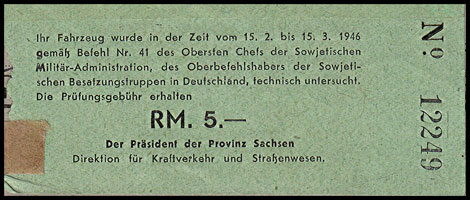 Ihr Fahrzeug wurde in der Zeit vom 15. 2. bis 15. 3. 1946
gemäß Befehl Nr. 41 des Obersten Chefs der Sowjetischen
Militär-Administration, des Oberbefehlshabers der Sowjeti-
schen Besatzungstruppen in Deutschland, technisch untersucht.
Die Prüfungsgebühr erhalten
RM. 5.—
Der Präsident der Provinz Sachsen
Direktion für Kraftverkehr und Straßenwesen.
No 12249